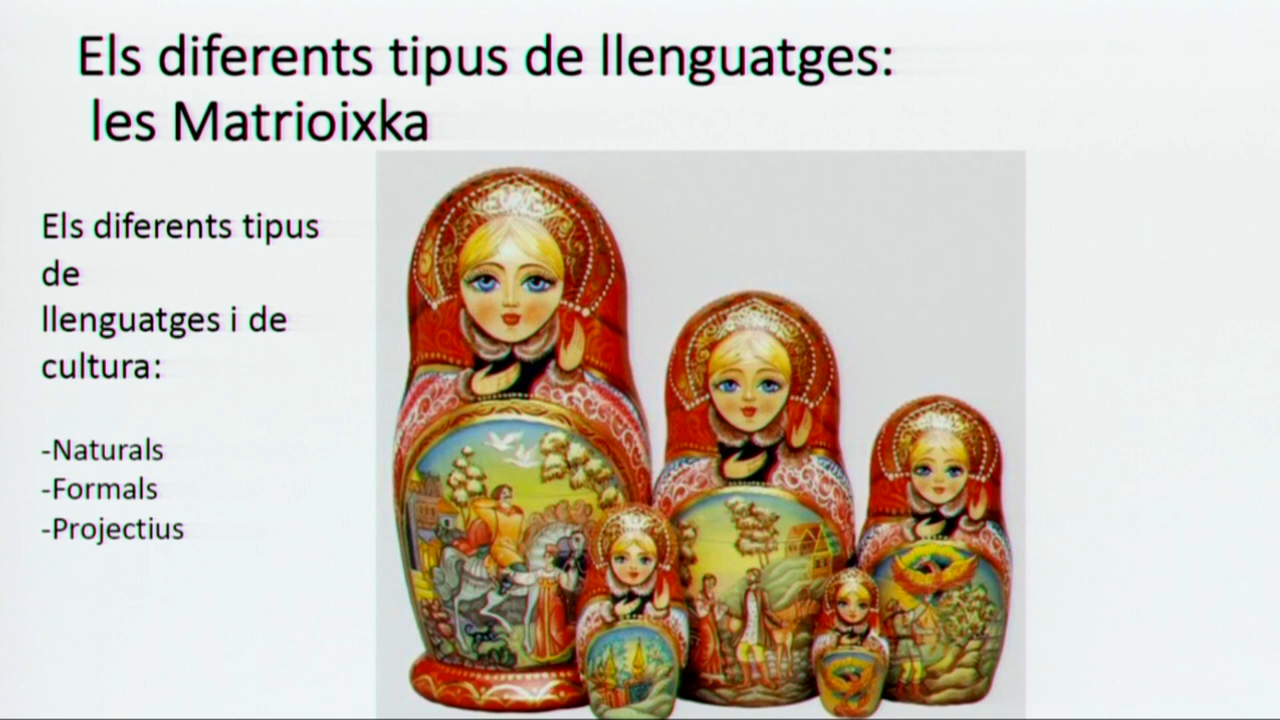 Els diferents tipus de llenguatges:
les Matrioixka
Els diferents tipus
de
llenguatges i de
cultura:
-Naturals
-Formals
-Projectius